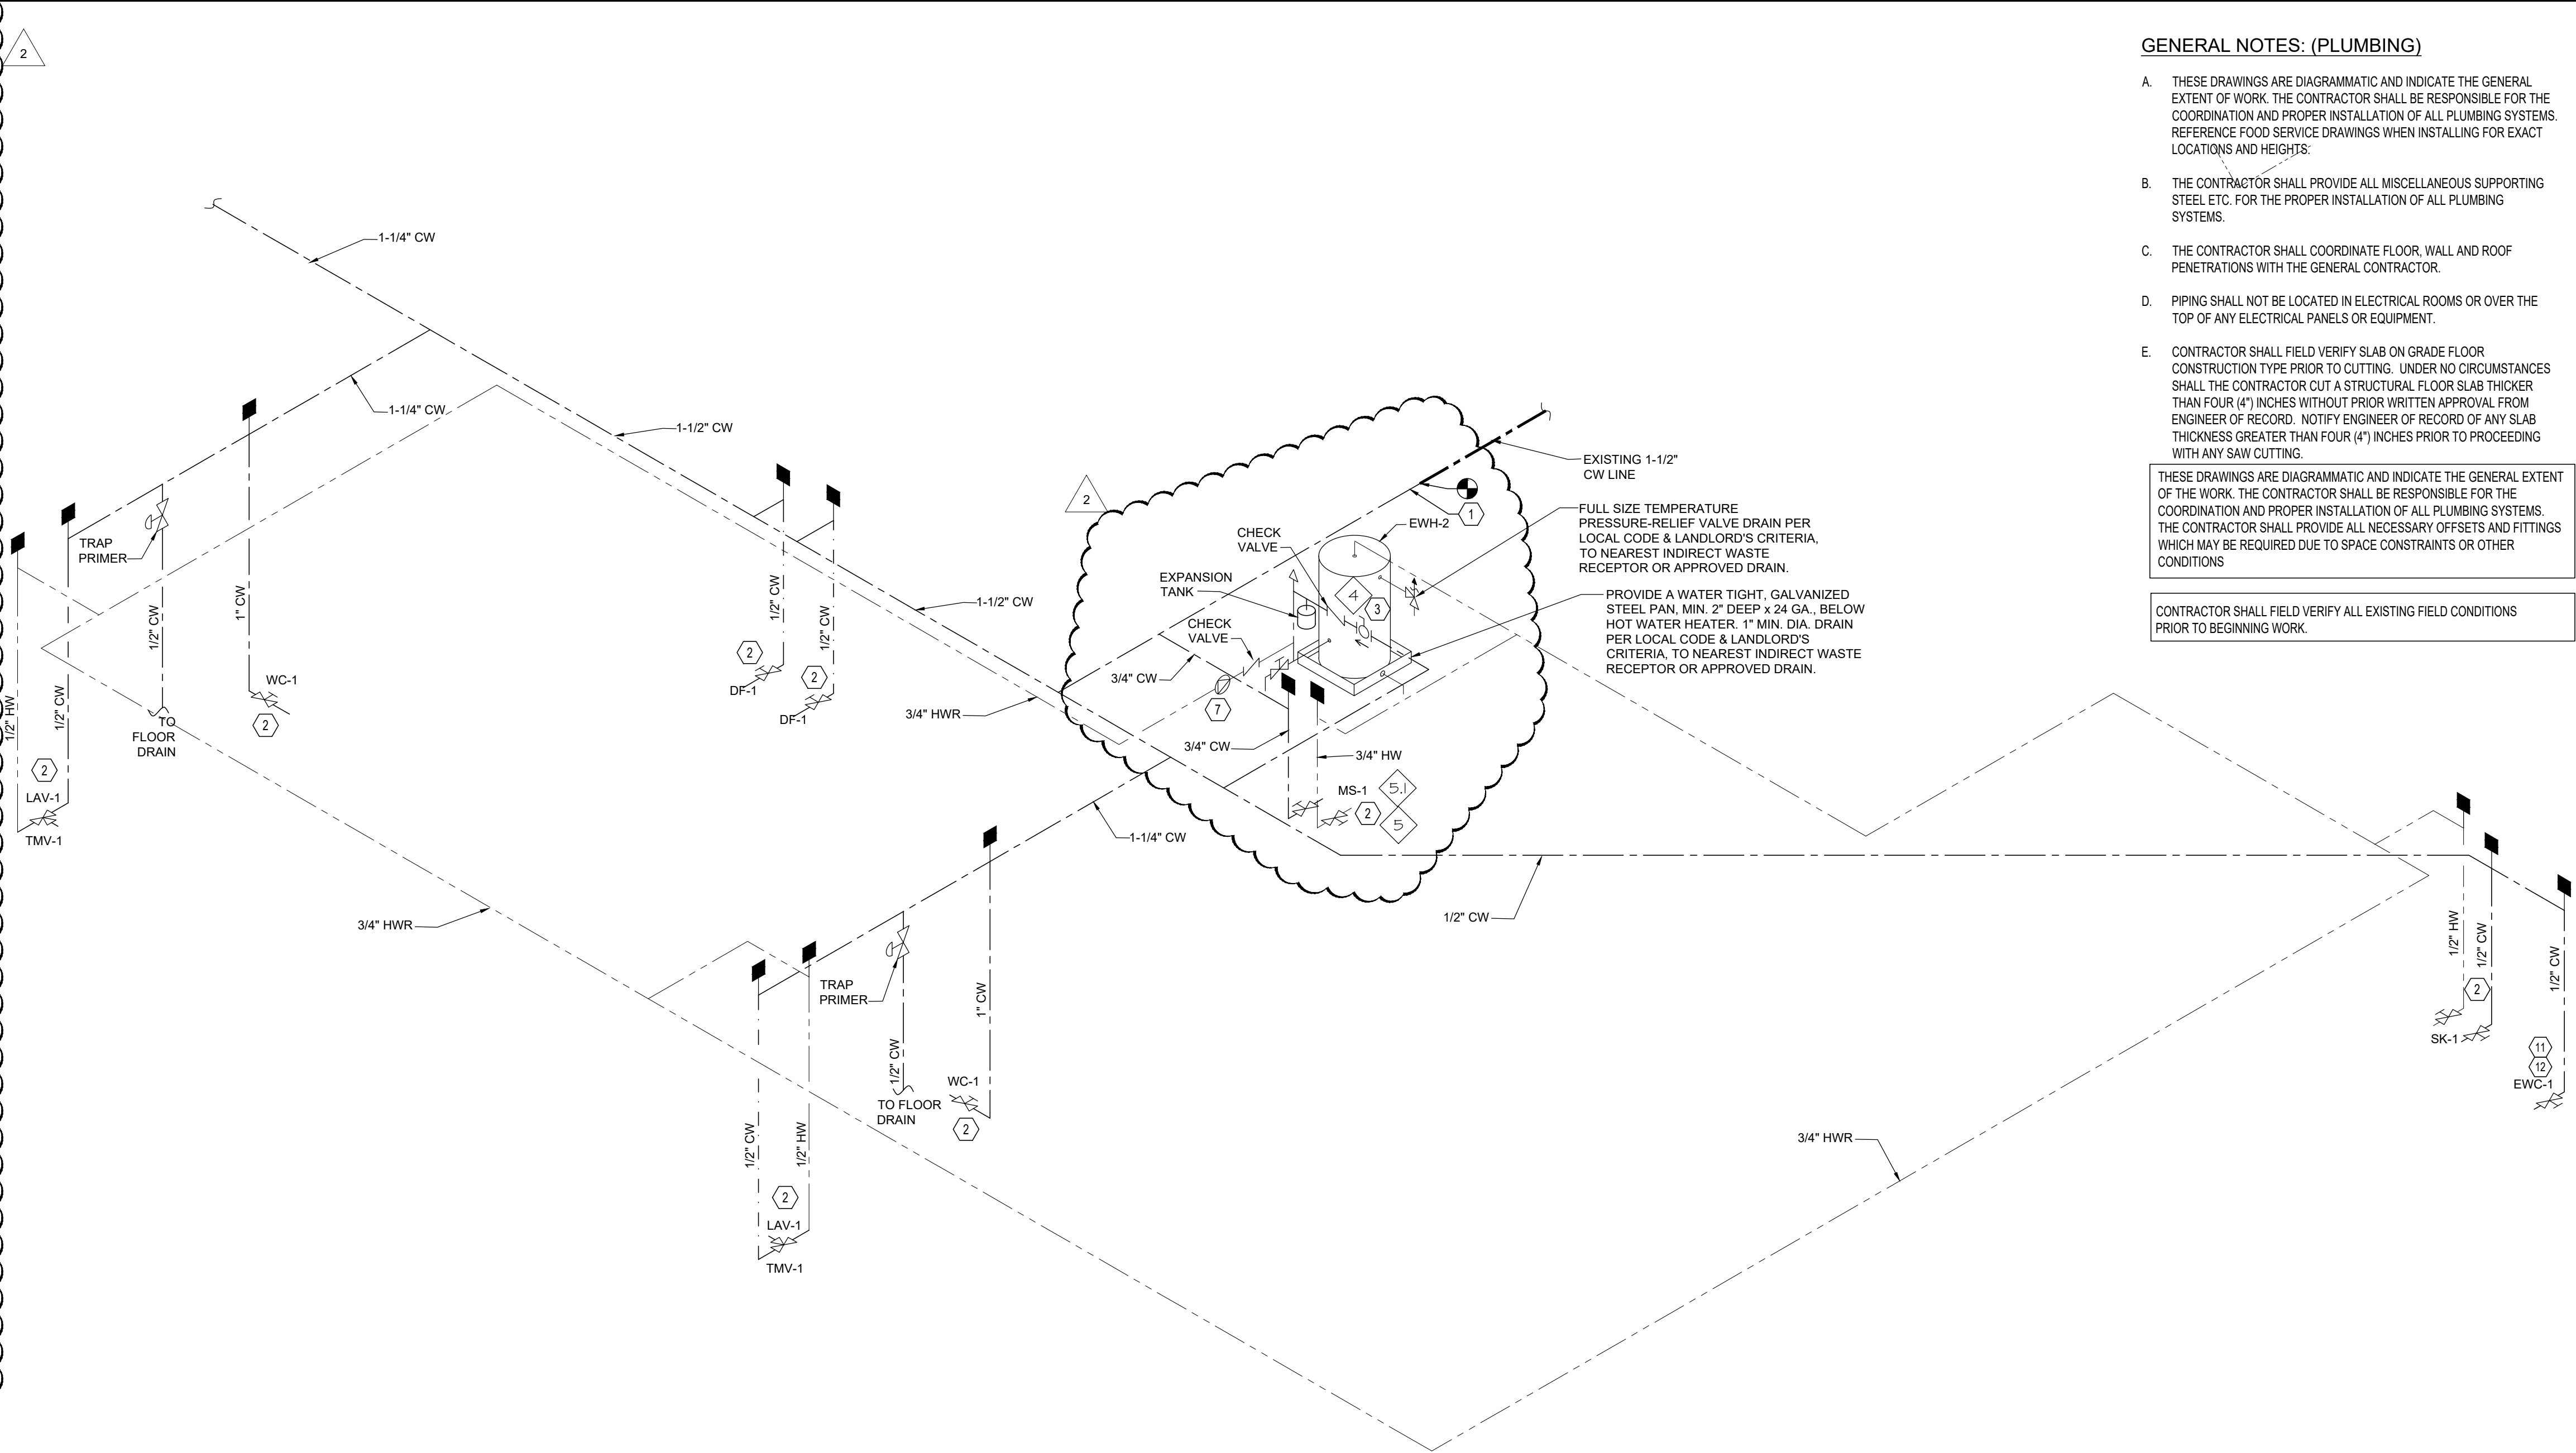 2
1-1/4" CW
1-1/4" CW
1-1/2" CW
TRAP
PRIMER
1/2" CW
1" CW
1/2" HW
1/2" CW
WC-1
2
TO
FLOOR
DRAIN
2
LAV-1
TMV-1
1/2" CW
1/2" CW
2
DF-1
2
DF-1
1-1/2" CW
3/4" HWR
2
EXISTING 1-1/2"
CW LINE
1
EWH-2
CHECK
VALVE
EXPANSION
TANK
4
3
CHECK
VALVE
3/4" CW
7
3/4" CW
3/4" HW
MS-1
5.1
2
5
FULL SIZE TEMPERATURE
PRESSURE-RELIEF VALVE DRAIN PER
LOCAL CODE & LANDLORD'S CRITERIA,
TO NEAREST INDIRECT WASTE
RECEPTOR OR APPROVED DRAIN.
PROVIDE A WATER TIGHT, GALVANIZED
STEEL PAN, MIN. 2" DEEP x 24 GA., BELOW
HOT WATER HEATER. 1" MIN. DIA. DRAIN
PER LOCAL CODE & LANDLORD'S
CRITERIA, TO NEAREST INDIRECT WASTE
RECEPTOR OR APPROVED DRAIN.
1-1/4" CW
1/2" CW
3/4" HWR
TRAP
PRIMER
1/2" CW
1" CW
WC-1
2
TO FLOOR
DRAIN
1/2" CW
1/2" HW
2
LAV-1
TMV-1
3/4" HWR
1/2" HW
1/2" CW
1/2" CW
2
SK-1
11
12
EWC-1
GENERAL NOTES: (PLUMBING)
A. THESE DRAWINGS ARE DIAGRAMMATIC AND INDICATE THE GENERAL
EXTENT OF WORK. THE CONTRACTOR SHALL BE RESPONSIBLE FOR THE
COORDINATION AND PROPER INSTALLATION OF ALL PLUMBING SYSTEMS.
REFERENCE FOOD SERVICE DRAWINGS WHEN INSTALLING FOR EXACT
LOCATIONS AND HEIGHTS.
B. THE CONTRACTOR SHALL PROVIDE ALL MISCELLANEOUS SUPPORTING
STEEL ETC. FOR THE PROPER INSTALLATION OF ALL PLUMBING
SYSTEMS.
C. THE CONTRACTOR SHALL COORDINATE FLOOR, WALL AND ROOF
PENETRATIONS WITH THE GENERAL CONTRACTOR.
D. PIPING SHALL NOT BE LOCATED IN ELECTRICAL ROOMS OR OVER THE
TOP OF ANY ELECTRICAL PANELS OR EQUIPMENT.
E. CONTRACTOR SHALL FIELD VERIFY SLAB ON GRADE FLOOR
CONSTRUCTION TYPE PRIOR TO CUTTING. UNDER NO CIRCUMSTANCES
SHALL THE CONTRACTOR CUT A STRUCTURAL FLOOR SLAB THICKER
THAN FOUR (4") INCHES WITHOUT PRIOR WRITTEN APPROVAL FROM
ENGINEER OF RECORD. NOTIFY ENGINEER OF RECORD OF ANY SLAB
THICKNESS GREATER THAN FOUR (4") INCHES PRIOR TO PROCEEDING
WITH ANY SAW CUTTING.
THESE DRAWINGS ARE DIAGRAMMATIC AND INDICATE THE GENERAL EXTENT
OF THE WORK. THE CONTRACTOR SHALL BE RESPONSIBLE FOR THE
COORDINATION AND PROPER INSTALLATION OF ALL PLUMBING SYSTEMS.
THE CONTRACTOR SHALL PROVIDE ALL NECESSARY OFFSETS AND FITTINGS
WHICH MAY BE REQUIRED DUE TO SPACE CONSTRAINTS OR OTHER
CONDITIONS
CONTRACTOR SHALL FIELD VERIFY ALL EXISTING FIELD CONDITIONS
PRIOR TO BEGINNING WORK.